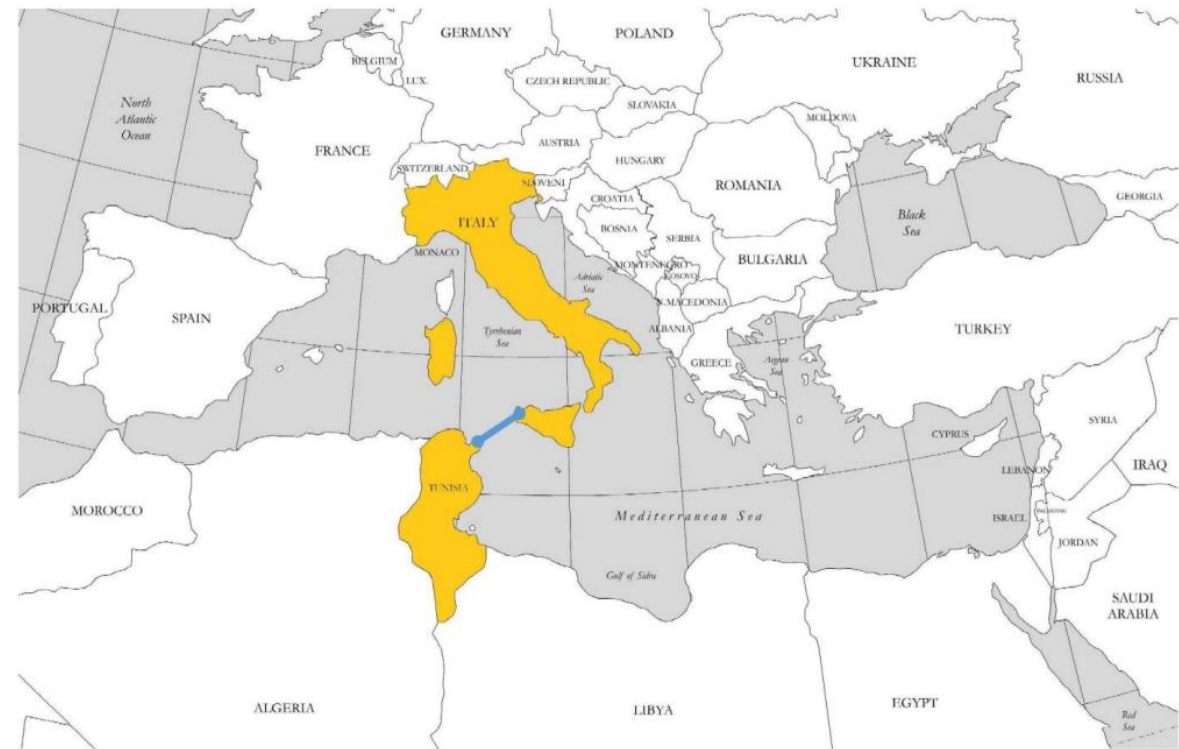 GERMANY
POLAND
UKRAINE
RUSSIA
BELGIUM
LUX.
CZECH REPUBLIC
SLOVAKIA
North
Atlantic
Ocean
MOLDOVA
FRANCE
AUSTRIA
SWITZERLAND
HUNGARY
SLOVENI
ROMANIA
CROATIA
GEORGIA
ITALY
BOSNIA
SERBIA
Black
Sea
MONACO
MONTENEGRO
KOSOVO
BULGARIA
Adriatic
Sea
PORTUGAL
SPAIN
N.MACEDONIA
Tyrrhenian
Sea
ALBANIA
TURKEY
GREECE
Aegean
Sea
CYPRUS
SYRIA
LEBANON
IRAQ
TUNISIA
MOROCCO
Mediterranean Sea
ISRAEL
JORDAN
Gulf of Sidra
SAUDI
ARABIA
ALGERIA
LIBYA
EGYPT
Red
Sea